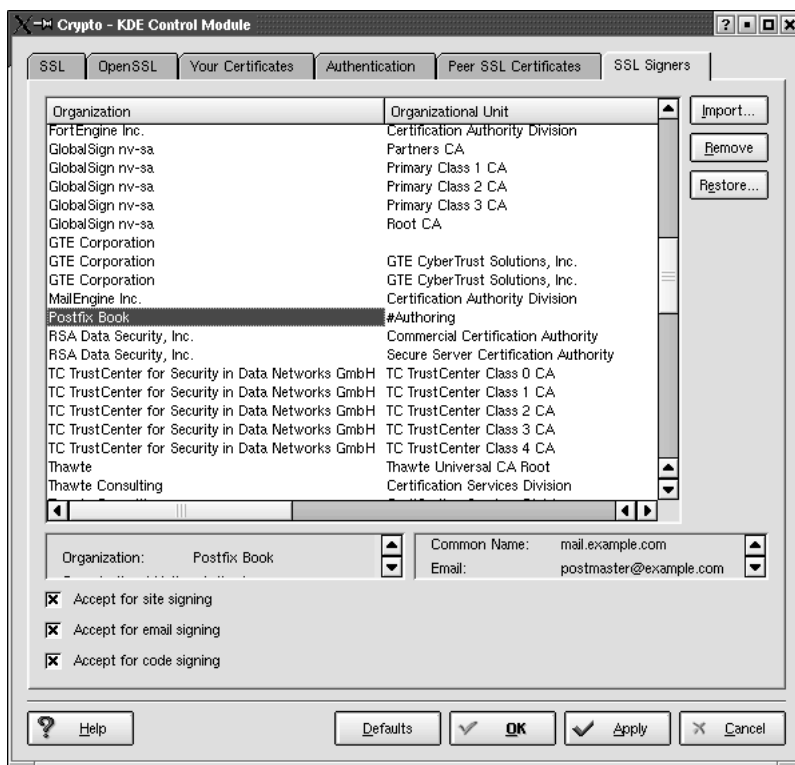 Crypto - KDE Control Module
SSL OpenSSL Your Certificates Authentication Peer SSL Certificates SSL Signers
Organization Organizational Unit Import...
FortEngine Inc. Certification Authority Division
GlobalSign nv-sa Partners CA Remove
GlobalSign nv-sa Primary Class 1 CA
GlobalSign nv-sa Primary Class 2 CA Restore...
GlobalSign nv-sa Primary Class 3 CA
GlobalSign nv-sa Root CA
GTE Corporation
GTE Corporation GTE CyberTrust Solutions, Inc.
GTE Corporation GTE CyberTrust Solutions, Inc.
MailEngine Inc. Certification Authority Division
Postfix Book #Authoring
RSA Data Security, Inc. Commercial Certification Authority
RSA Data Security, Inc. Secure Server Certification Authority
TC TrustCenter for Security in Data Networks GmbH TC TrustCenter Class 0 CA
TC TrustCenter for Security in Data Networks GmbH TC TrustCenter Class 1 CA
TC TrustCenter for Security in Data Networks GmbH TC TrustCenter Class 2 CA
TC TrustCenter for Security in Data Networks GmbH TC TrustCenter Class 3 CA
TC TrustCenter for Security in Data Networks GmbH TC TrustCenter Class 4 CA
Thawte Thawte Universal CA Root
Thawte Consulting Certification Services Division
Organization: Postfix Book
Common Name: mail.example.com
Email: postmaster@example.com
Accept for site signing
Accept for email signing
Accept for code signing
? Help Defaults OK Apply Cancel